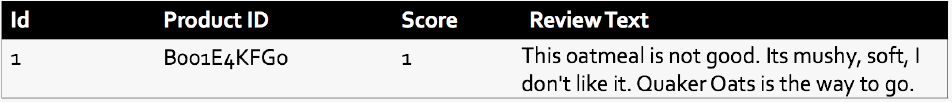 Id Product ID Score Review Text
1 B001E4KFG0 1 This oatmeal is not good. Its mushy, soft, I
don't like it. Quaker Oats is the way to go.